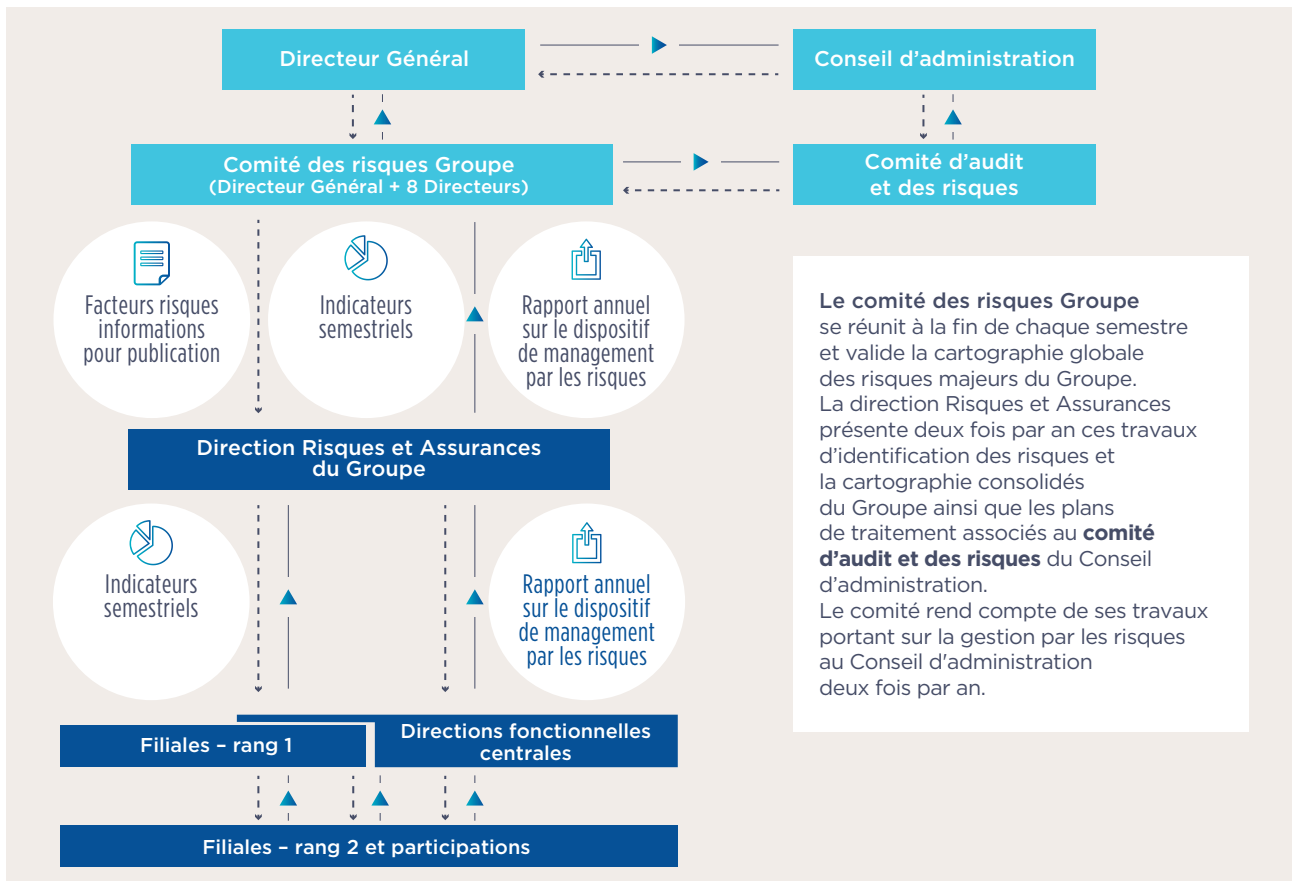 Directeur Général
Conseil d'administration
Comité des risques Groupe
(Directeur Général + 8 Directeurs)
Comité d'audit
et des risques
Facteurs risques
informations
pour publication
Indicateurs
semestriels
Rapport annuel
sur le dispositif
de management
par les risques
Le comité des risques Groupe
se réunit à la fin de chaque semestre
et valide la cartographie globale
des risques majeurs du Groupe.
La direction Risques et Assurances
présente deux fois par an ces travaux
d'identification des risques et
la cartographie consolidés
du Groupe ainsi que les plans
de traitement associés au comité
d'audit et des risques du Conseil
d'administration.
Le comité rend compte de ses travaux
portant sur la gestion par les risques
au Conseil d'administration
deux fois par an.
Direction Risques et Assurances
du Groupe
Indicateurs
semestriels
Rapport annuel
sur le dispositif
de management
par les risques
Filiales – rang 1
Directions fonctionnelles
centrales
Filiales – rang 2 et participations